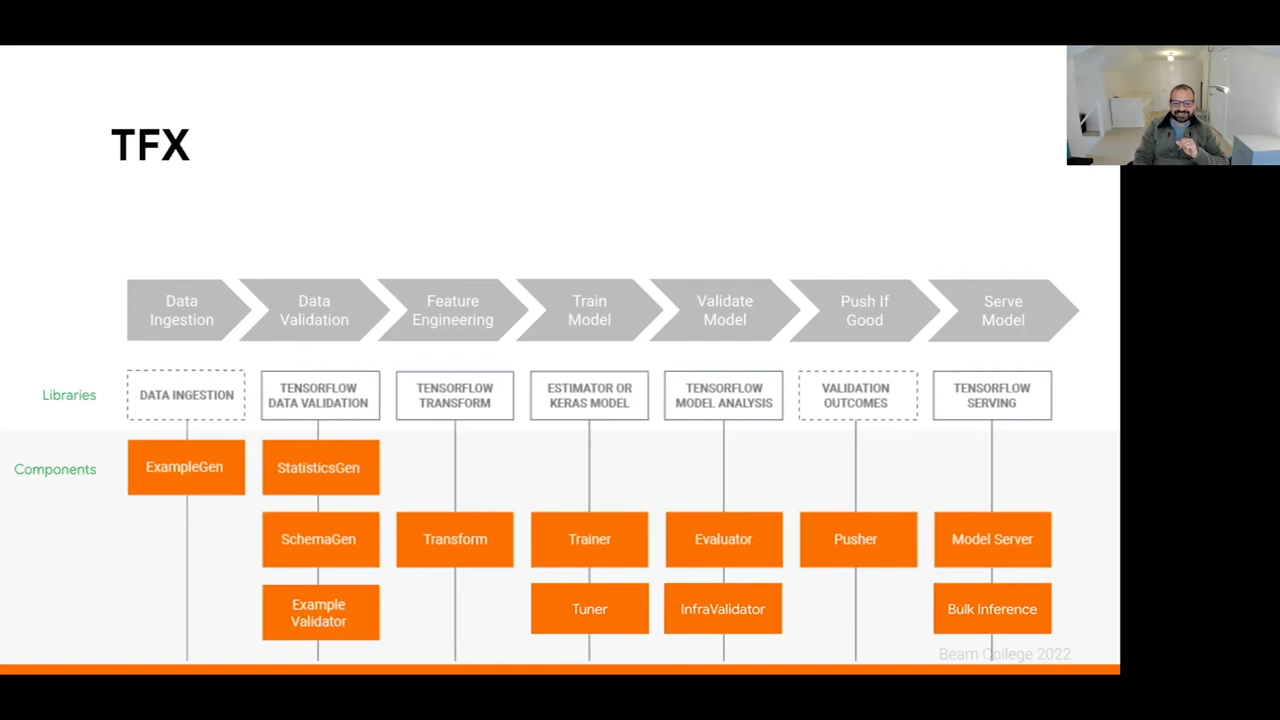 TFX
Data
Ingestion
Data
Validation
Feature
Engineering
Train
Model
Validate
Model
Push If
Good
Serve
Model
Libraries
DATA INGESTION
TENSORFLOW
DATA VALIDATION
TENSORFLOW
TRANSFORM
ESTIMATOR OR
KERAS MODEL
TENSORFLOW
MODEL ANALYSIS
VALIDATION
OUTCOMES
TENSORFLOW
SERVING
Components
ExampleGen
StatisticsGen
SchemaGen
Transform
Trainer
Evaluator
Pusher
Model Server
Example
Validator
Tuner
InfraValidator
Bulk Inference
Beam College 2022